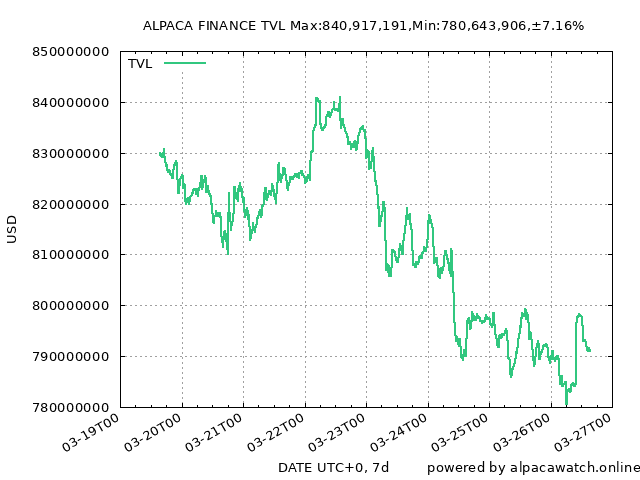 ALPACA FINANCE TVL Max:840,917,191,Min:780,643,906,±7.16%
850000000
TVL
840000000
830000000
820000000
USD
810000000
800000000
790000000
780000000
03-19T00 03-20T00 03-21T00 03-22T00 03-23T00 03-24T00 03-25T00 03-26T00 03-27T00
DATE UTC+0, 7d powered by alpacawatch.online